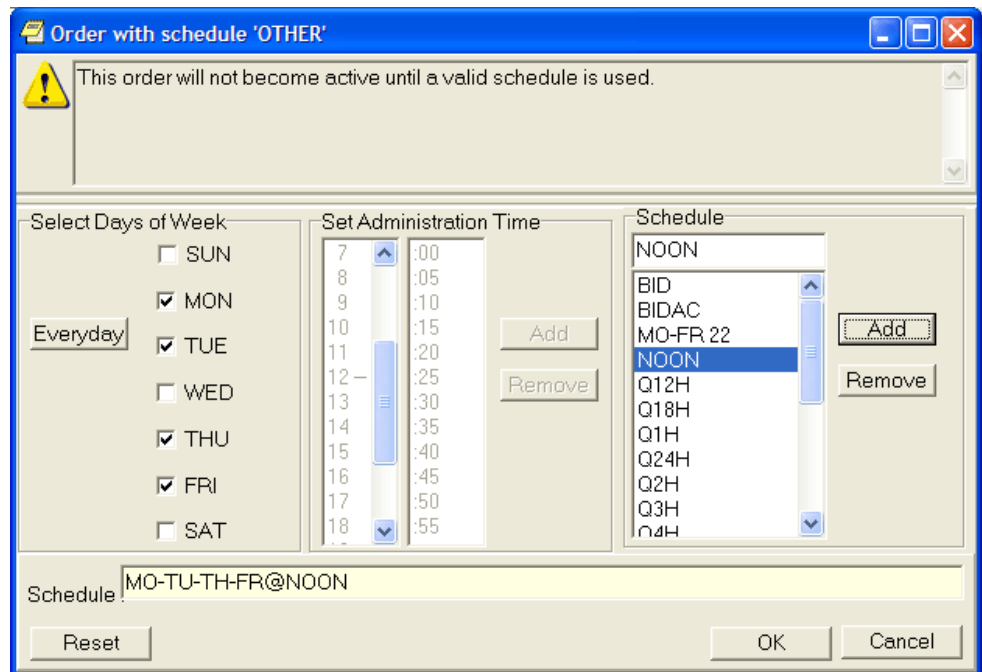 Order with schedule 'OTHER'
This order will not become active until a valid schedule is used.
Select Days of Week
SUN
MON
Everyday
TUE
WED
THU
FRI
SAT
Set Administration Time
7 :00
8 :05
9 :10
10 :15
11 :20
12 – :25
13 :30
14 :35
15 :40
16 :45
17 :50
18 :55
Add
Remove
Schedule
NOON
BID
BIDAC
MO-FR 22
NOON
Q12H
Q18H
Q1H
Q24H
Q2H
Q3H
Q4H
Add
Remove
Schedule : MO-TU-TH-FR@NOON
Reset OK Cancel